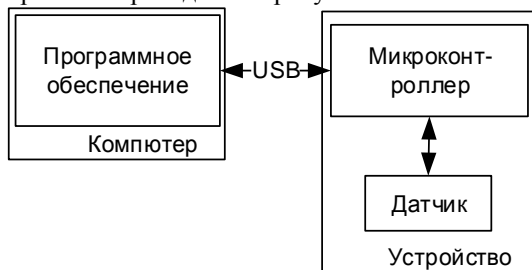 Программное
обеспечение
Компютер
USB
Микроконт-
роллер
Датчик
Устройство